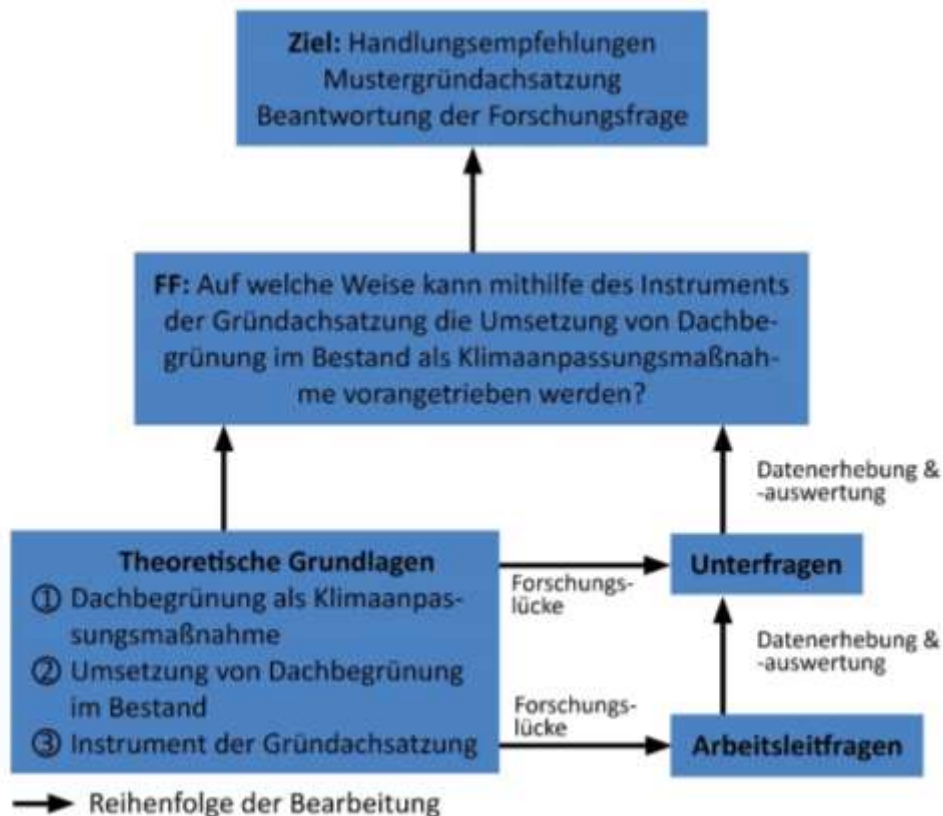 Ziel: Handlungsempfehlungen
Mustergründachsatzung
Beantwortung der Forschungsfrage
FF: Auf welche Weise kann mithilfe des Instruments
der Gründachsatzung die Umsetzung von Dachbe-
grünung im Bestand als Klimaanpassungsmaßnah-
me vorangetrieben werden?
Datenerhebung &
-auswertung
Theoretische Grundlagen
① Dachbegrünung als Klimaanpas-
sungsmaßnahme
② Umsetzung von Dachbegrünung
im Bestand
③ Instrument der Gründachsatzung
Forschungs-
lücke
Unterfragen
Datenerhebung &
-auswertung
Forschungs-
lücke
Arbeitsleitfragen
Reihenfolge der Bearbeitung